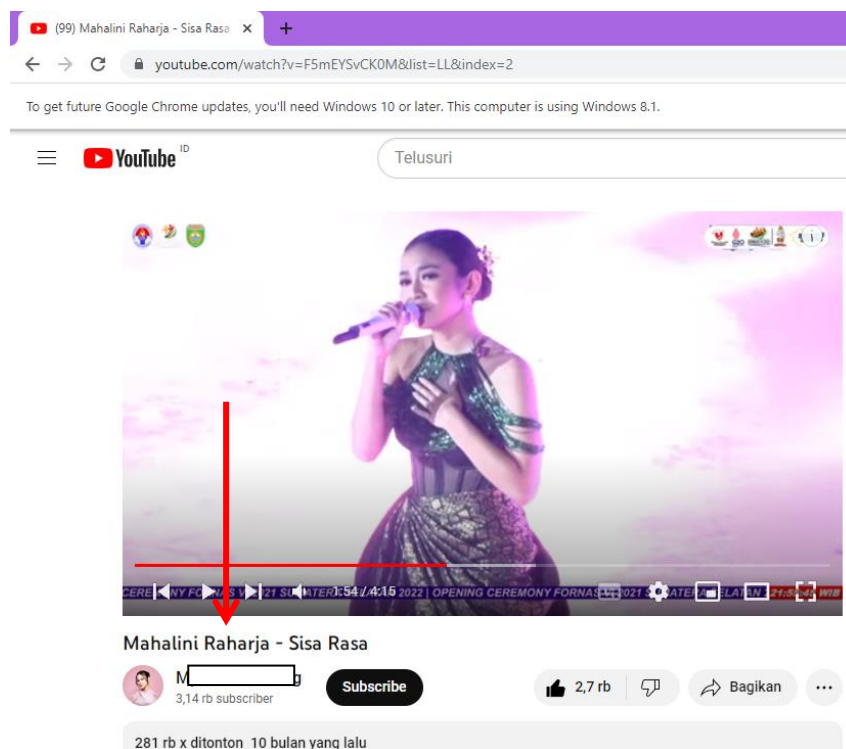 (99) Mahalini Raharja - Sisa Rasa
youtube.com/watch?v=F5mEYSvCK0M&list=LL&index=2
To get future Google Chrome updates, you'll need Windows 10 or later. This computer is using Windows 8.1.
YouTube ID
Telusuri
1:54 / 4:15
2022 | OPENING CEREMONY FORNAS
WIB
Mahalini Raharja - Sisa Rasa
3,14 rb subscriber
Subscribe
2,7 rb
Bagikan
281 rb x ditonton 10 bulan yang lalu